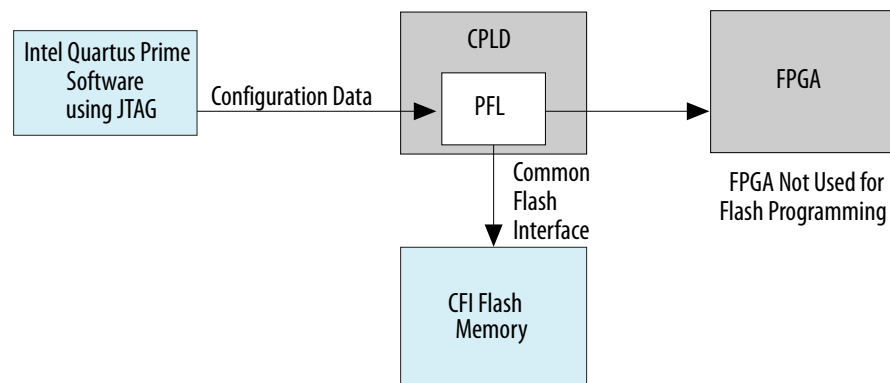 Intel Quartus Prime
Software
using JTAG
Configuration Data
CPLD
PFL
FPGA
FPGA Not Used for
Flash Programming
Common
Flash
Interface
CFI Flash
Memory